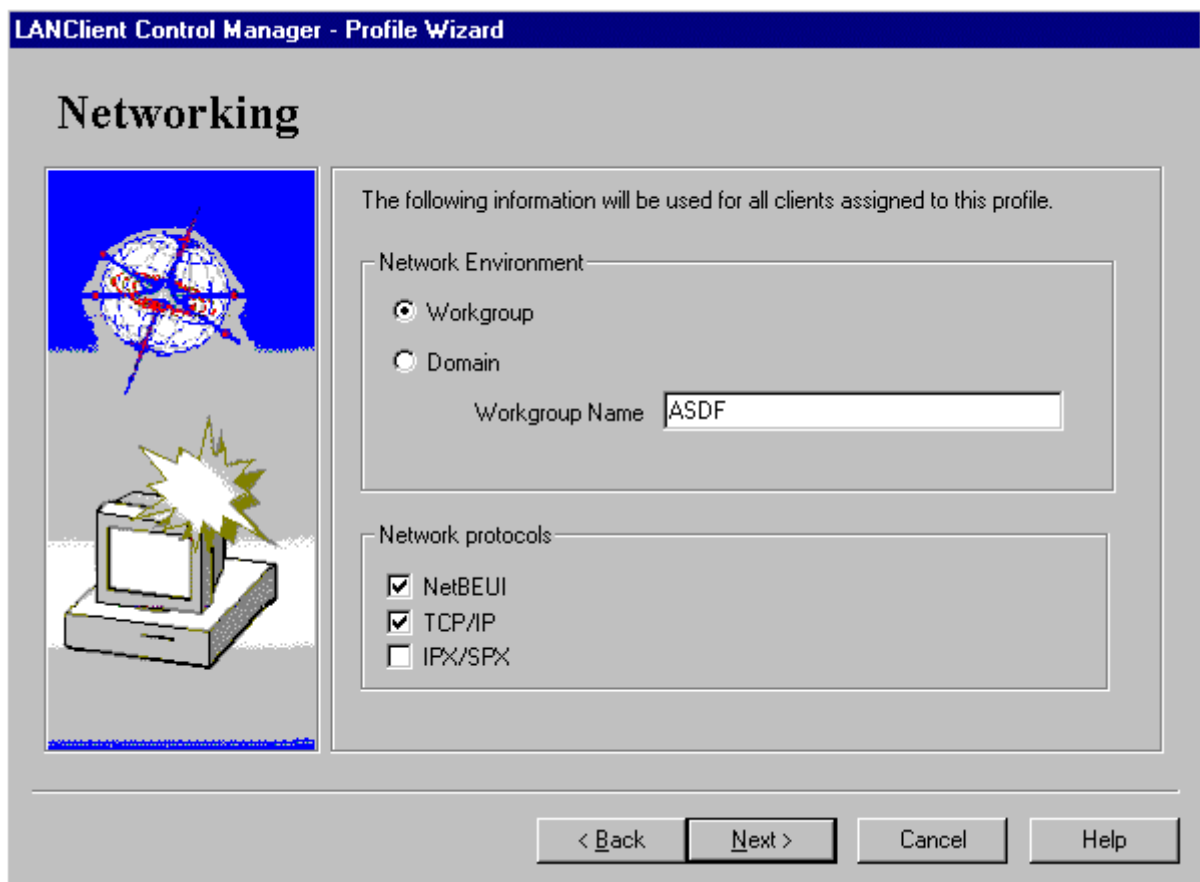 LANClient Control Manager - Profile Wizard
Networking
The following information will be used for all clients assigned to this profile.
Network Environment
Workgroup
Domain
Workgroup Name ASDF
Network protocols
NetBEUI
TCP/IP
IPX/SPX
< Back Next > Cancel Help